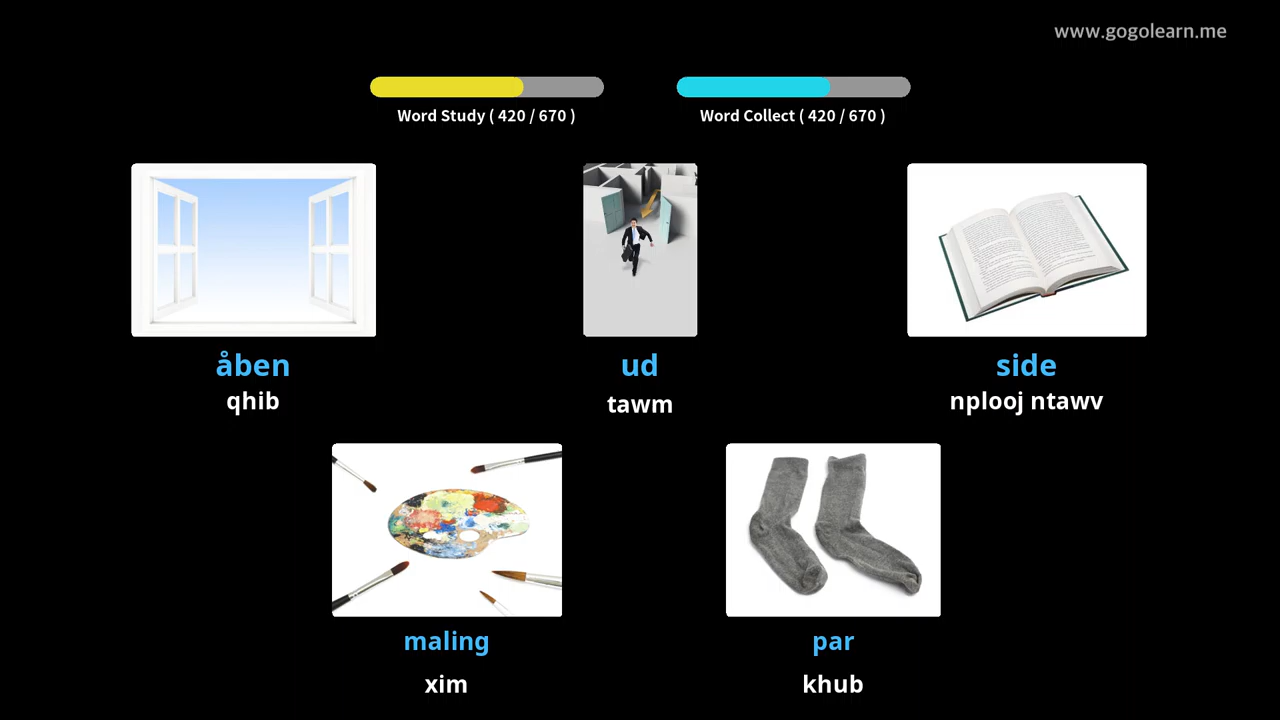 www.gogolearn.me
Word Study ( 420 / 670 )
Word Collect ( 420 / 670 )
åben
qhib
ud
tawm
side
nplooj ntawv
maling
xim
par
khub